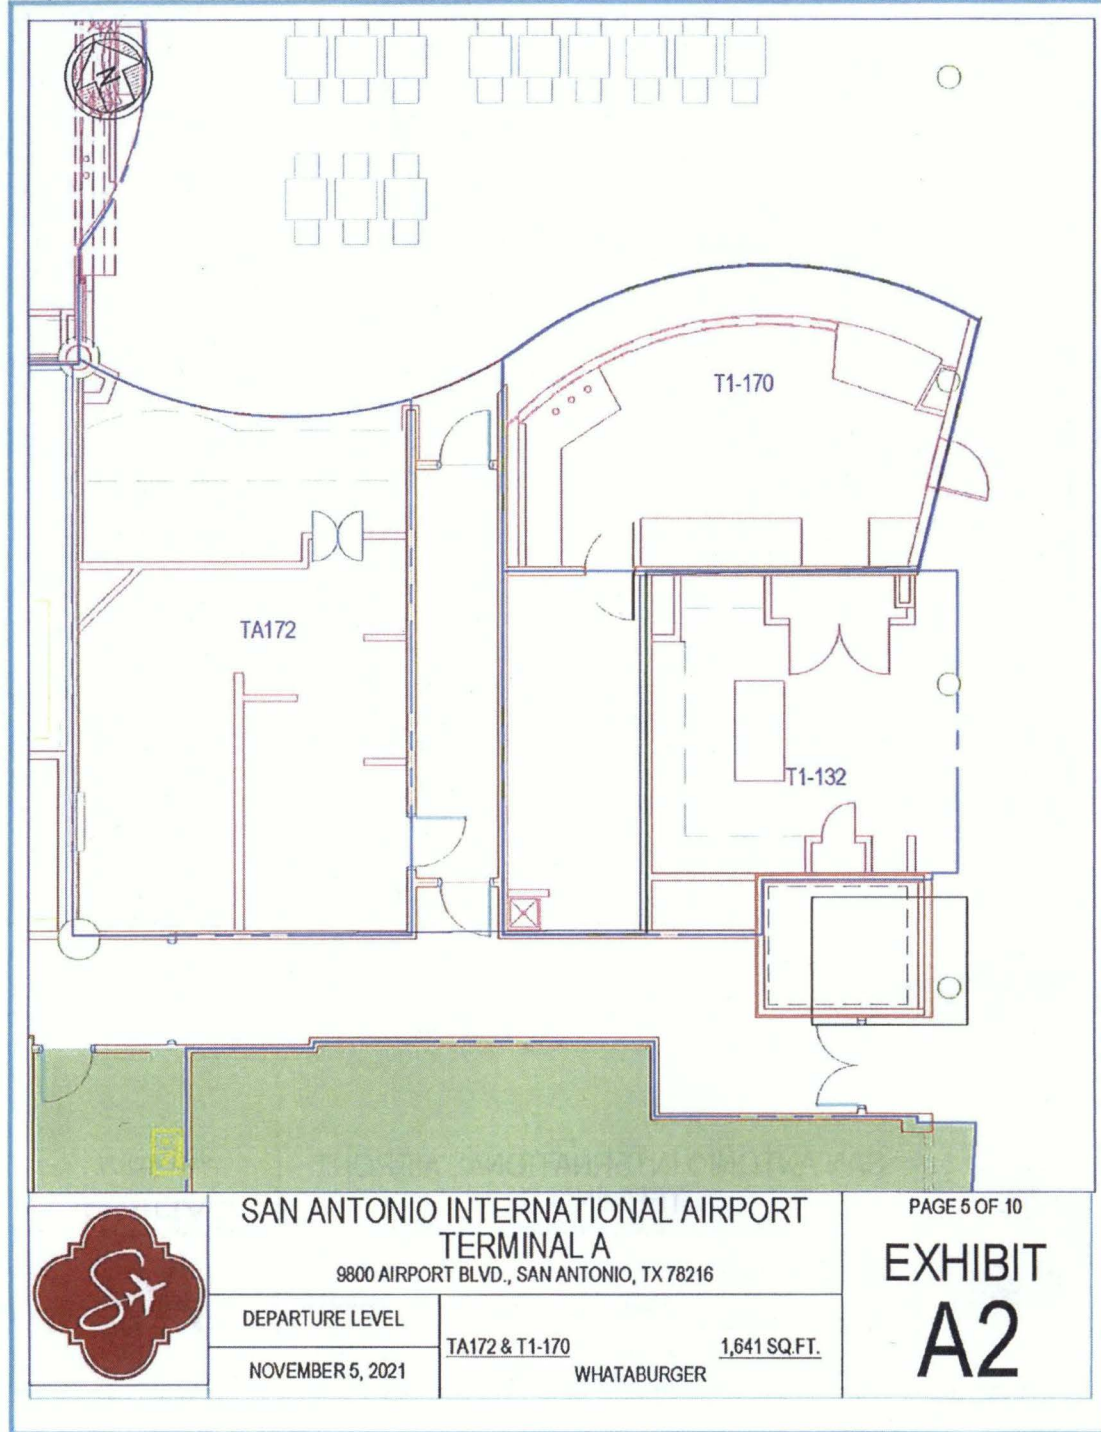 N
T1-170
TA172
T1-132
SAN ANTONIO INTERNATIONAL AIRPORT
TERMINAL A
9800 AIRPORT BLVD., SAN ANTONIO, TX 78216
DEPARTURE LEVEL
NOVEMBER 5, 2021
TA172 & T1-170 1,641 SQ.FT.
WHATABURGER
PAGE 5 OF 10
EXHIBIT
A2